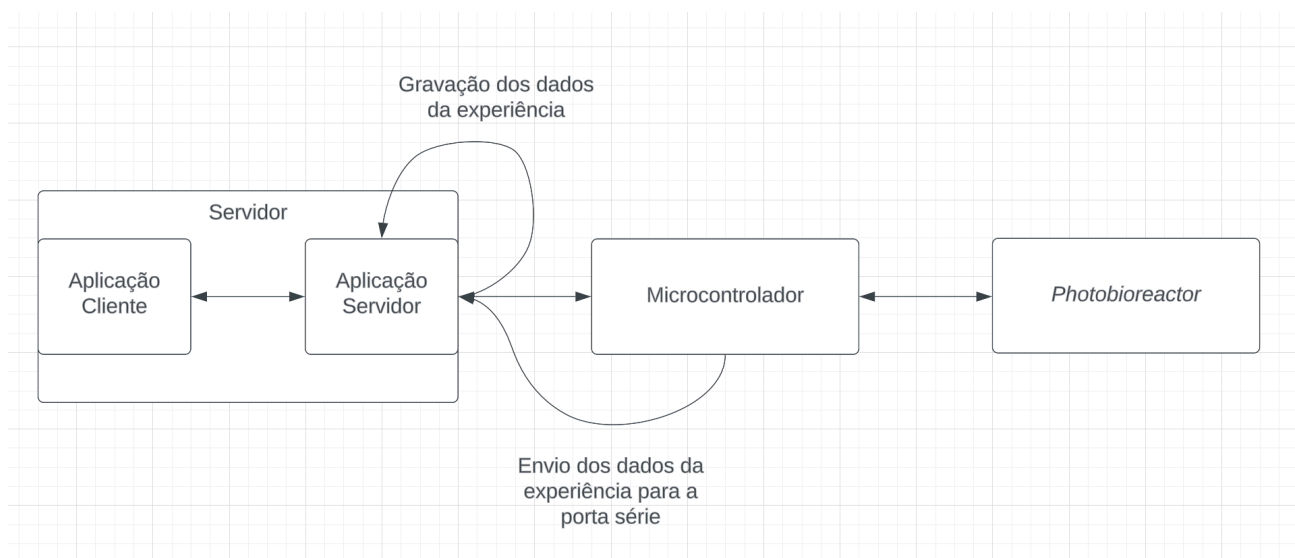 Gravação dos dados
da experiência
Servidor
Aplicação
Cliente
Aplicação
Servidor
Microcontrolador
Photobioreactor
Envio dos dados da
experiência para a
porta série